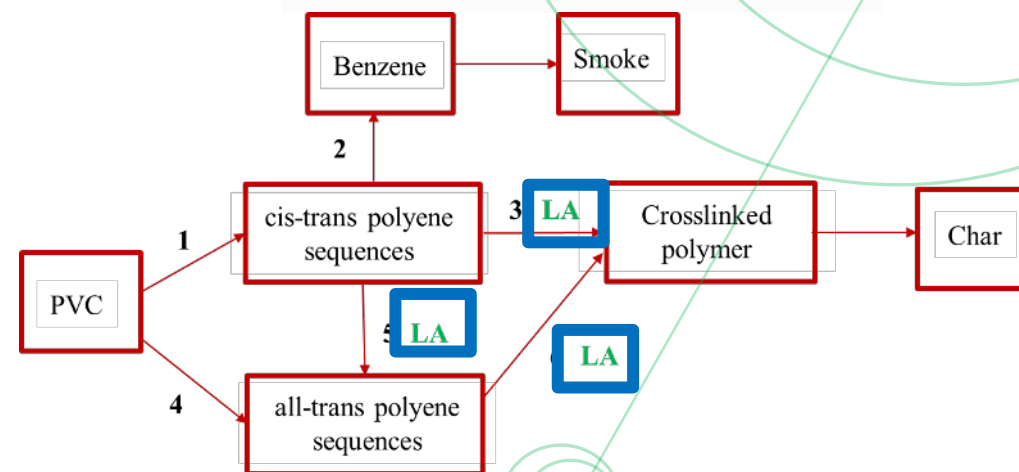 Benzene
Smoke
2
cis-trans polyene
sequences
3
LA
Crosslinked
polymer
Char
1
PVC
LA
LA
4
all-trans polyene
sequences